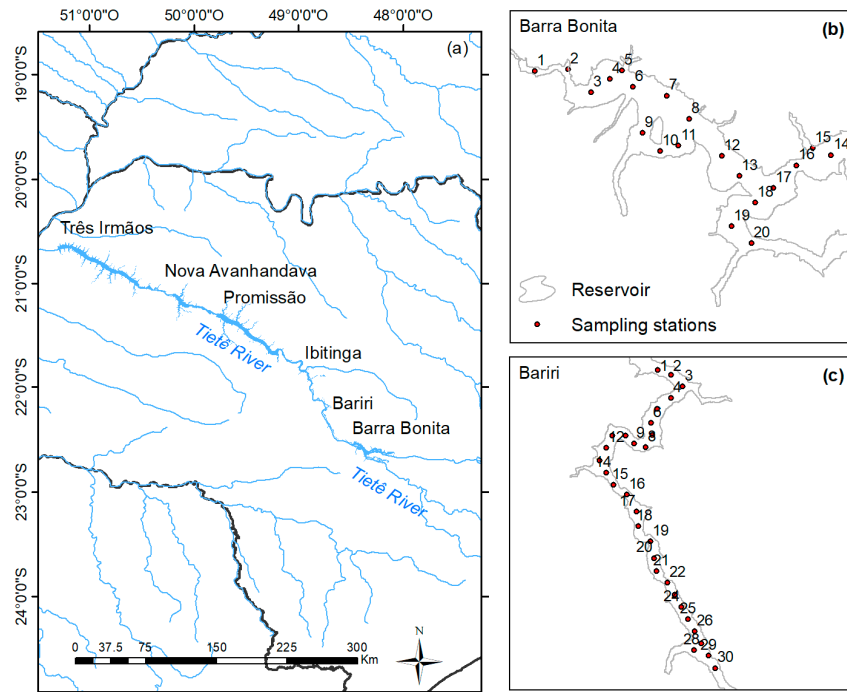 51°0'0"O 50°0'0"O 49°0'0"O 48°0'0"O
(a)
19°0'0"S
20°0'0"S
21°0'0"S
22°0'0"S
23°0'0"S
24°0'0"S
Três Irmãos
Nova Avanhandava
Promissão
Tietê River
Ibitinga
Bariri
Barra Bonita
Tietê River
N
0 37.5 75 150 225 300
Km
Barra Bonita
(b)
1
2
3
4
5
6
7
8
9
10
11
12
13
14
15
16
17
18
19
20
Reservoir
Sampling stations
Bariri
(c)
1
2
3
4
6
8
9
12
14
15
16
17
18
19
20
21
22
24
25
26
28
29
30